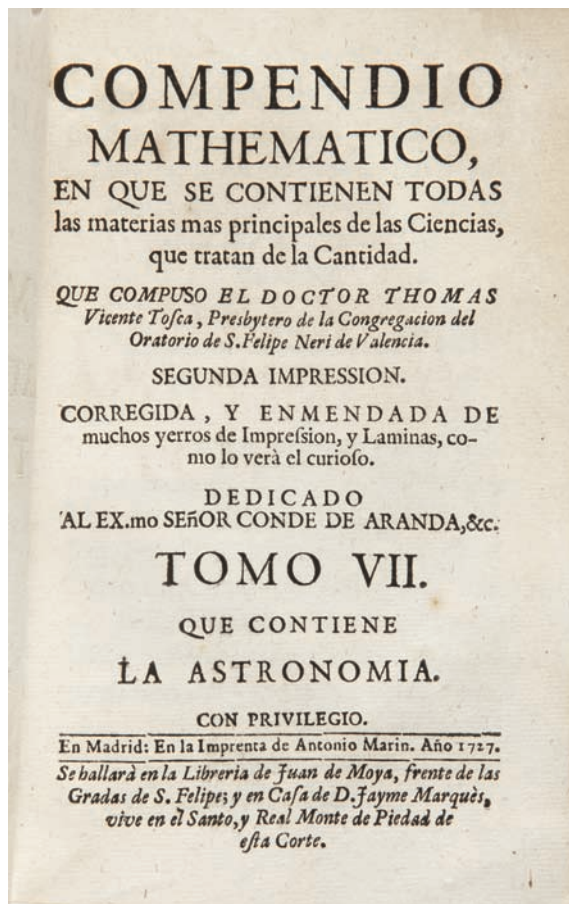 COMPENDIO
MATHEMATICO,
EN QUE SE CONTIENEN TODAS
las materias mas principales de las Ciencias,
que tratan de la Cantidad.
QUE COMPUSO EL DOCTOR THOMAS
Vicente Toſca, Presbytero de la Congregacion del
Oratorio de S. Felipe Neri de Valencia.
SEGUNDA IMPRESSION.
CORREGIDA, Y ENMENDADA DE
muchos yerros de Impreſsion, y Laminas, co-
mo lo verà el curioſo.
DEDICADO
AL EX.mo SEñOR CONDE DE ARANDA,&c.
TOMO VII.
QUE CONTIENE
LA ASTRONOMIA.
CON PRIVILEGIO.
En Madrid: En la Imprenta de Antonio Marin. Año 1727.
Se hallarà en la Libreria de Juan de Moya, frente de las
Gradas de S. Felipe; y en Caſa de D. Jayme Marquès,
vive en el Santo, y Real Monte de Piedad de
eſta Corte.